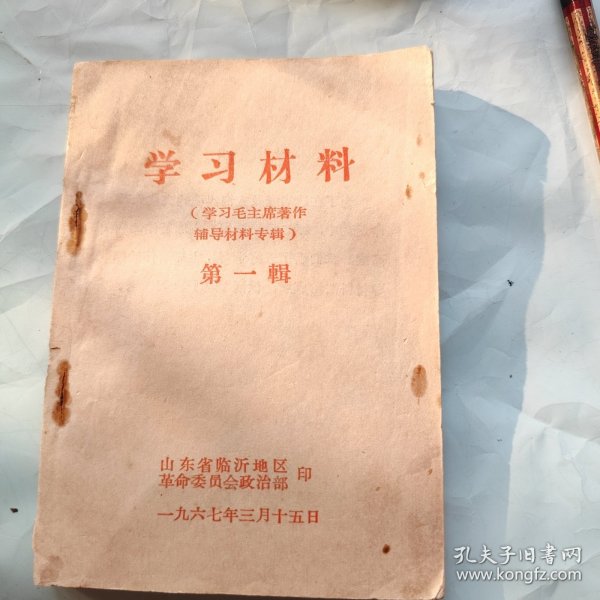 学习材料
（学习毛主席著作
辅导材料专辑）
第一輯
山东省临沂地区
革命委员会政治部 印
一九六七年三月十五日
孔夫子旧书网
www.kongfz.com